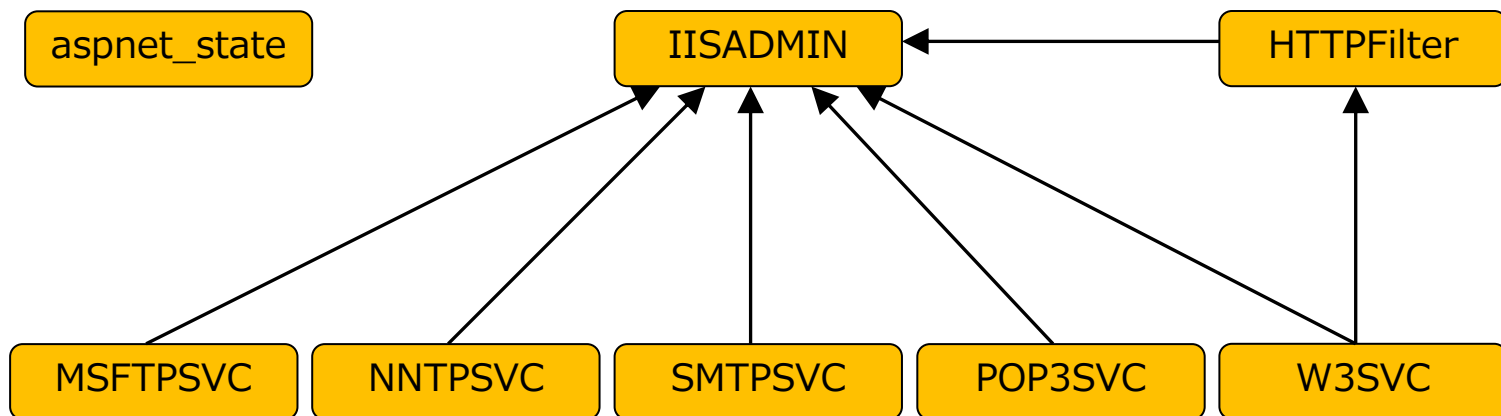 aspnet_state
IISADMIN
HTTPFilter
MSFTPSVC
NNTPSVC
SMTPSVC
POP3SVC
W3SVC